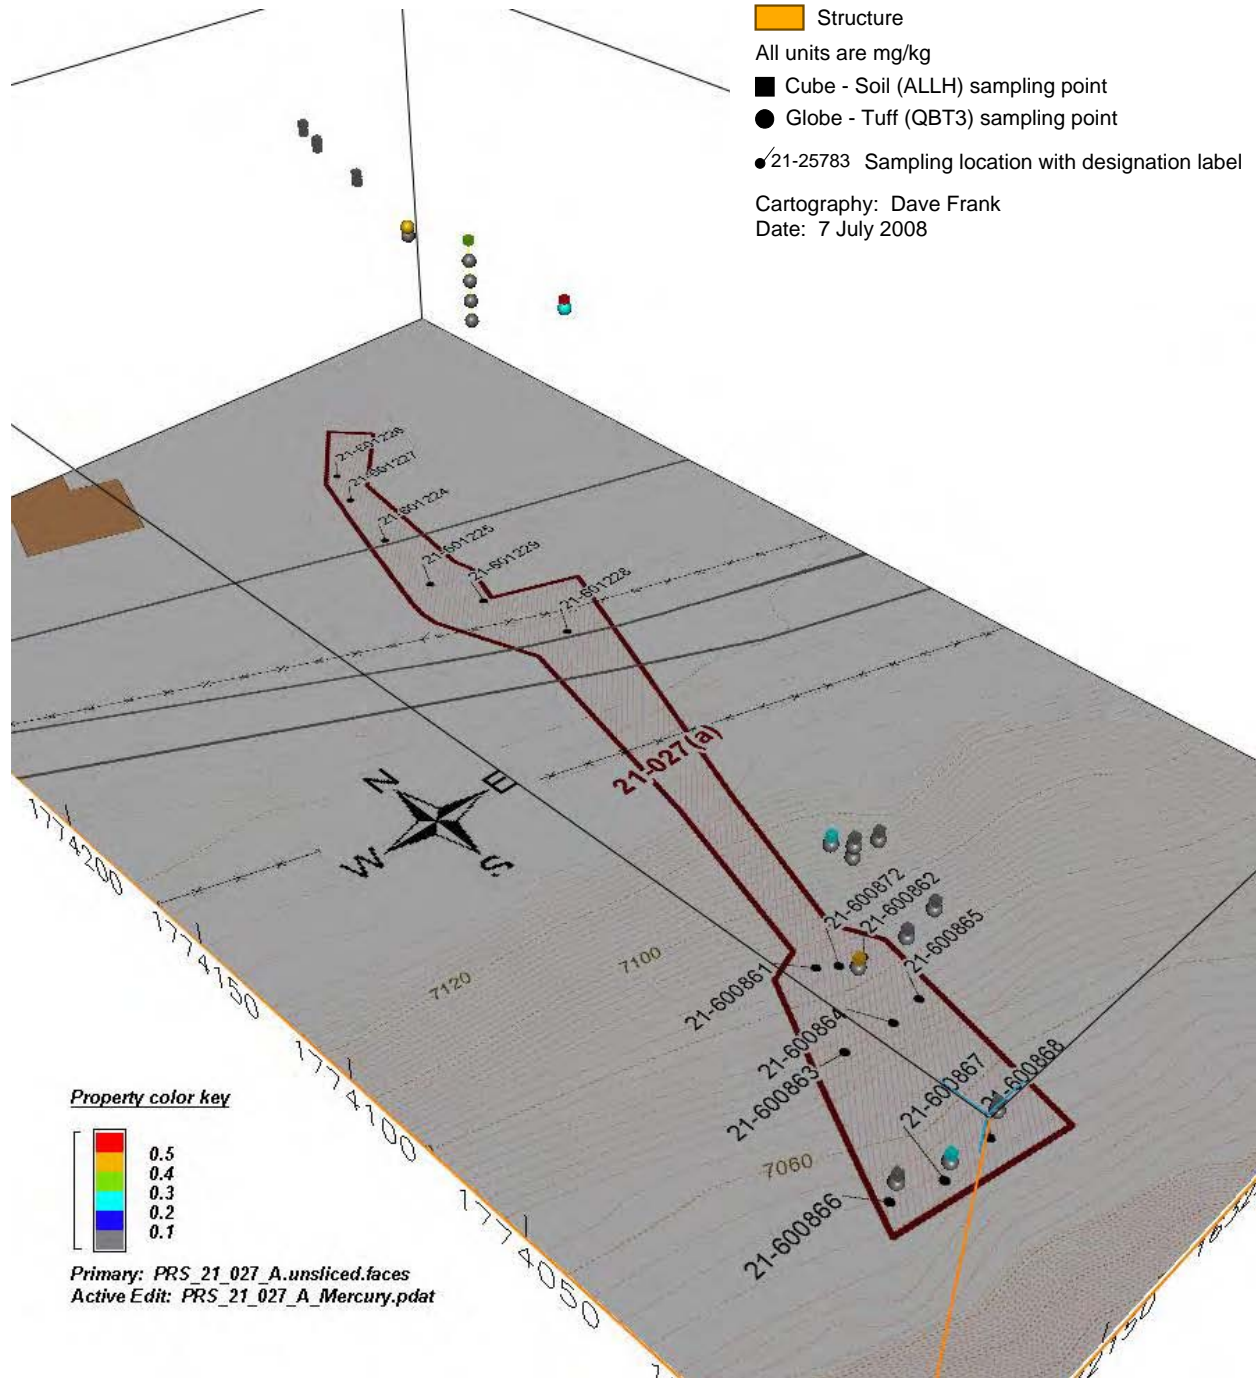 Structure
All units are mg/kg
Cube - Soil (ALLH) sampling point
Globe - Tuff (QBT3) sampling point
21-25783 Sampling location with designation label
Cartography: Dave Frank
Date: 7 July 2008
21-601226
21-601227
21-601224
21-601225
21-601229
21-601228
21-027(a)
N
E
W
S
21-600872
21-600862
21-600865
21-600861
21-600864
21-600863
21-600867
21-600868
21-600866
7120
7100
7060
1774200
1774150
1774100
1774050
Property color key
0.5
0.4
0.3
0.2
0.1
Primary: PRS_21_027_A.unsliced.faces
Active Edit: PRS_21_027_A_Mercury.pdat